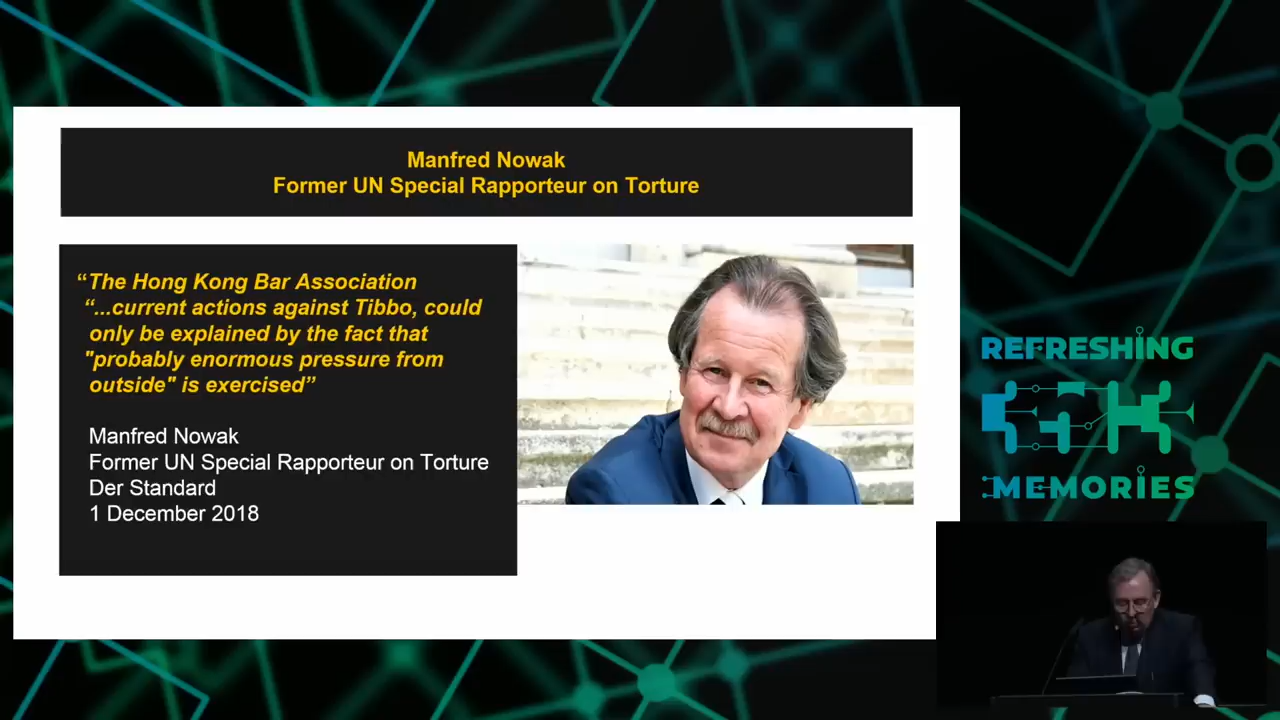 Manfred Nowak
Former UN Special Rapporteur on Torture
“The Hong Kong Bar Association
“...current actions against Tibbo, could
only be explained by the fact that
"probably enormous pressure from
outside" is exercised”
Manfred Nowak
Former UN Special Rapporteur on Torture
Der Standard
1 December 2018
REFRESHING
35C3
MEMORIES